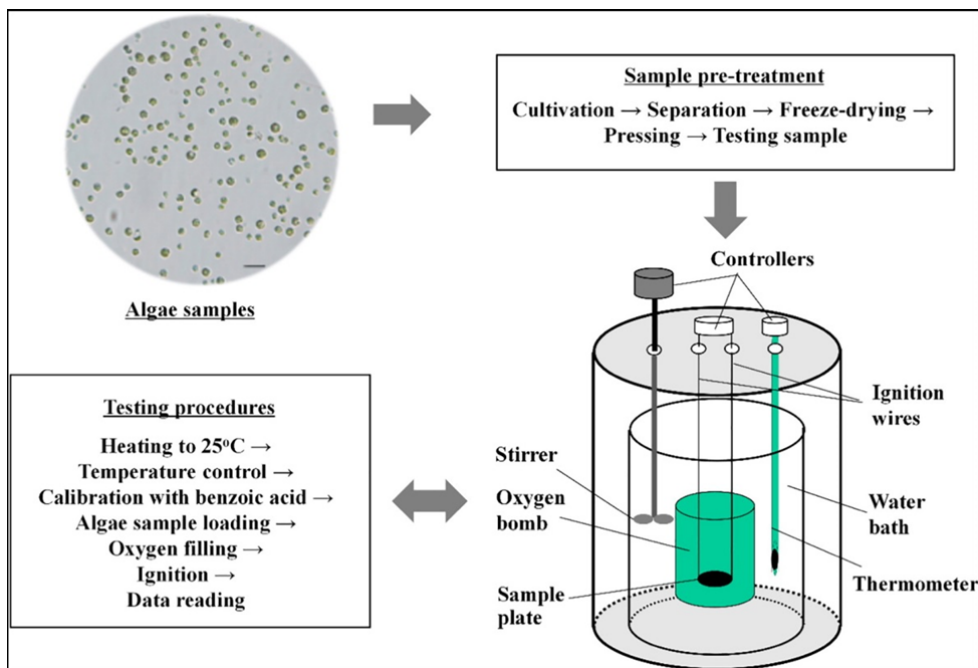 Sample pre-treatment
Cultivation → Separation → Freeze-drying →
Pressing → Testing sample
Algae samples
Controllers
Testing procedures
Heating to 25°C →
Temperature control →
Calibration with benzoic acid →
Algae sample loading →
Oxygen filling →
Ignition →
Data reading
Ignition
wires
Stirrer
Oxygen
bomb
Water
bath
Sample
plate
Thermometer